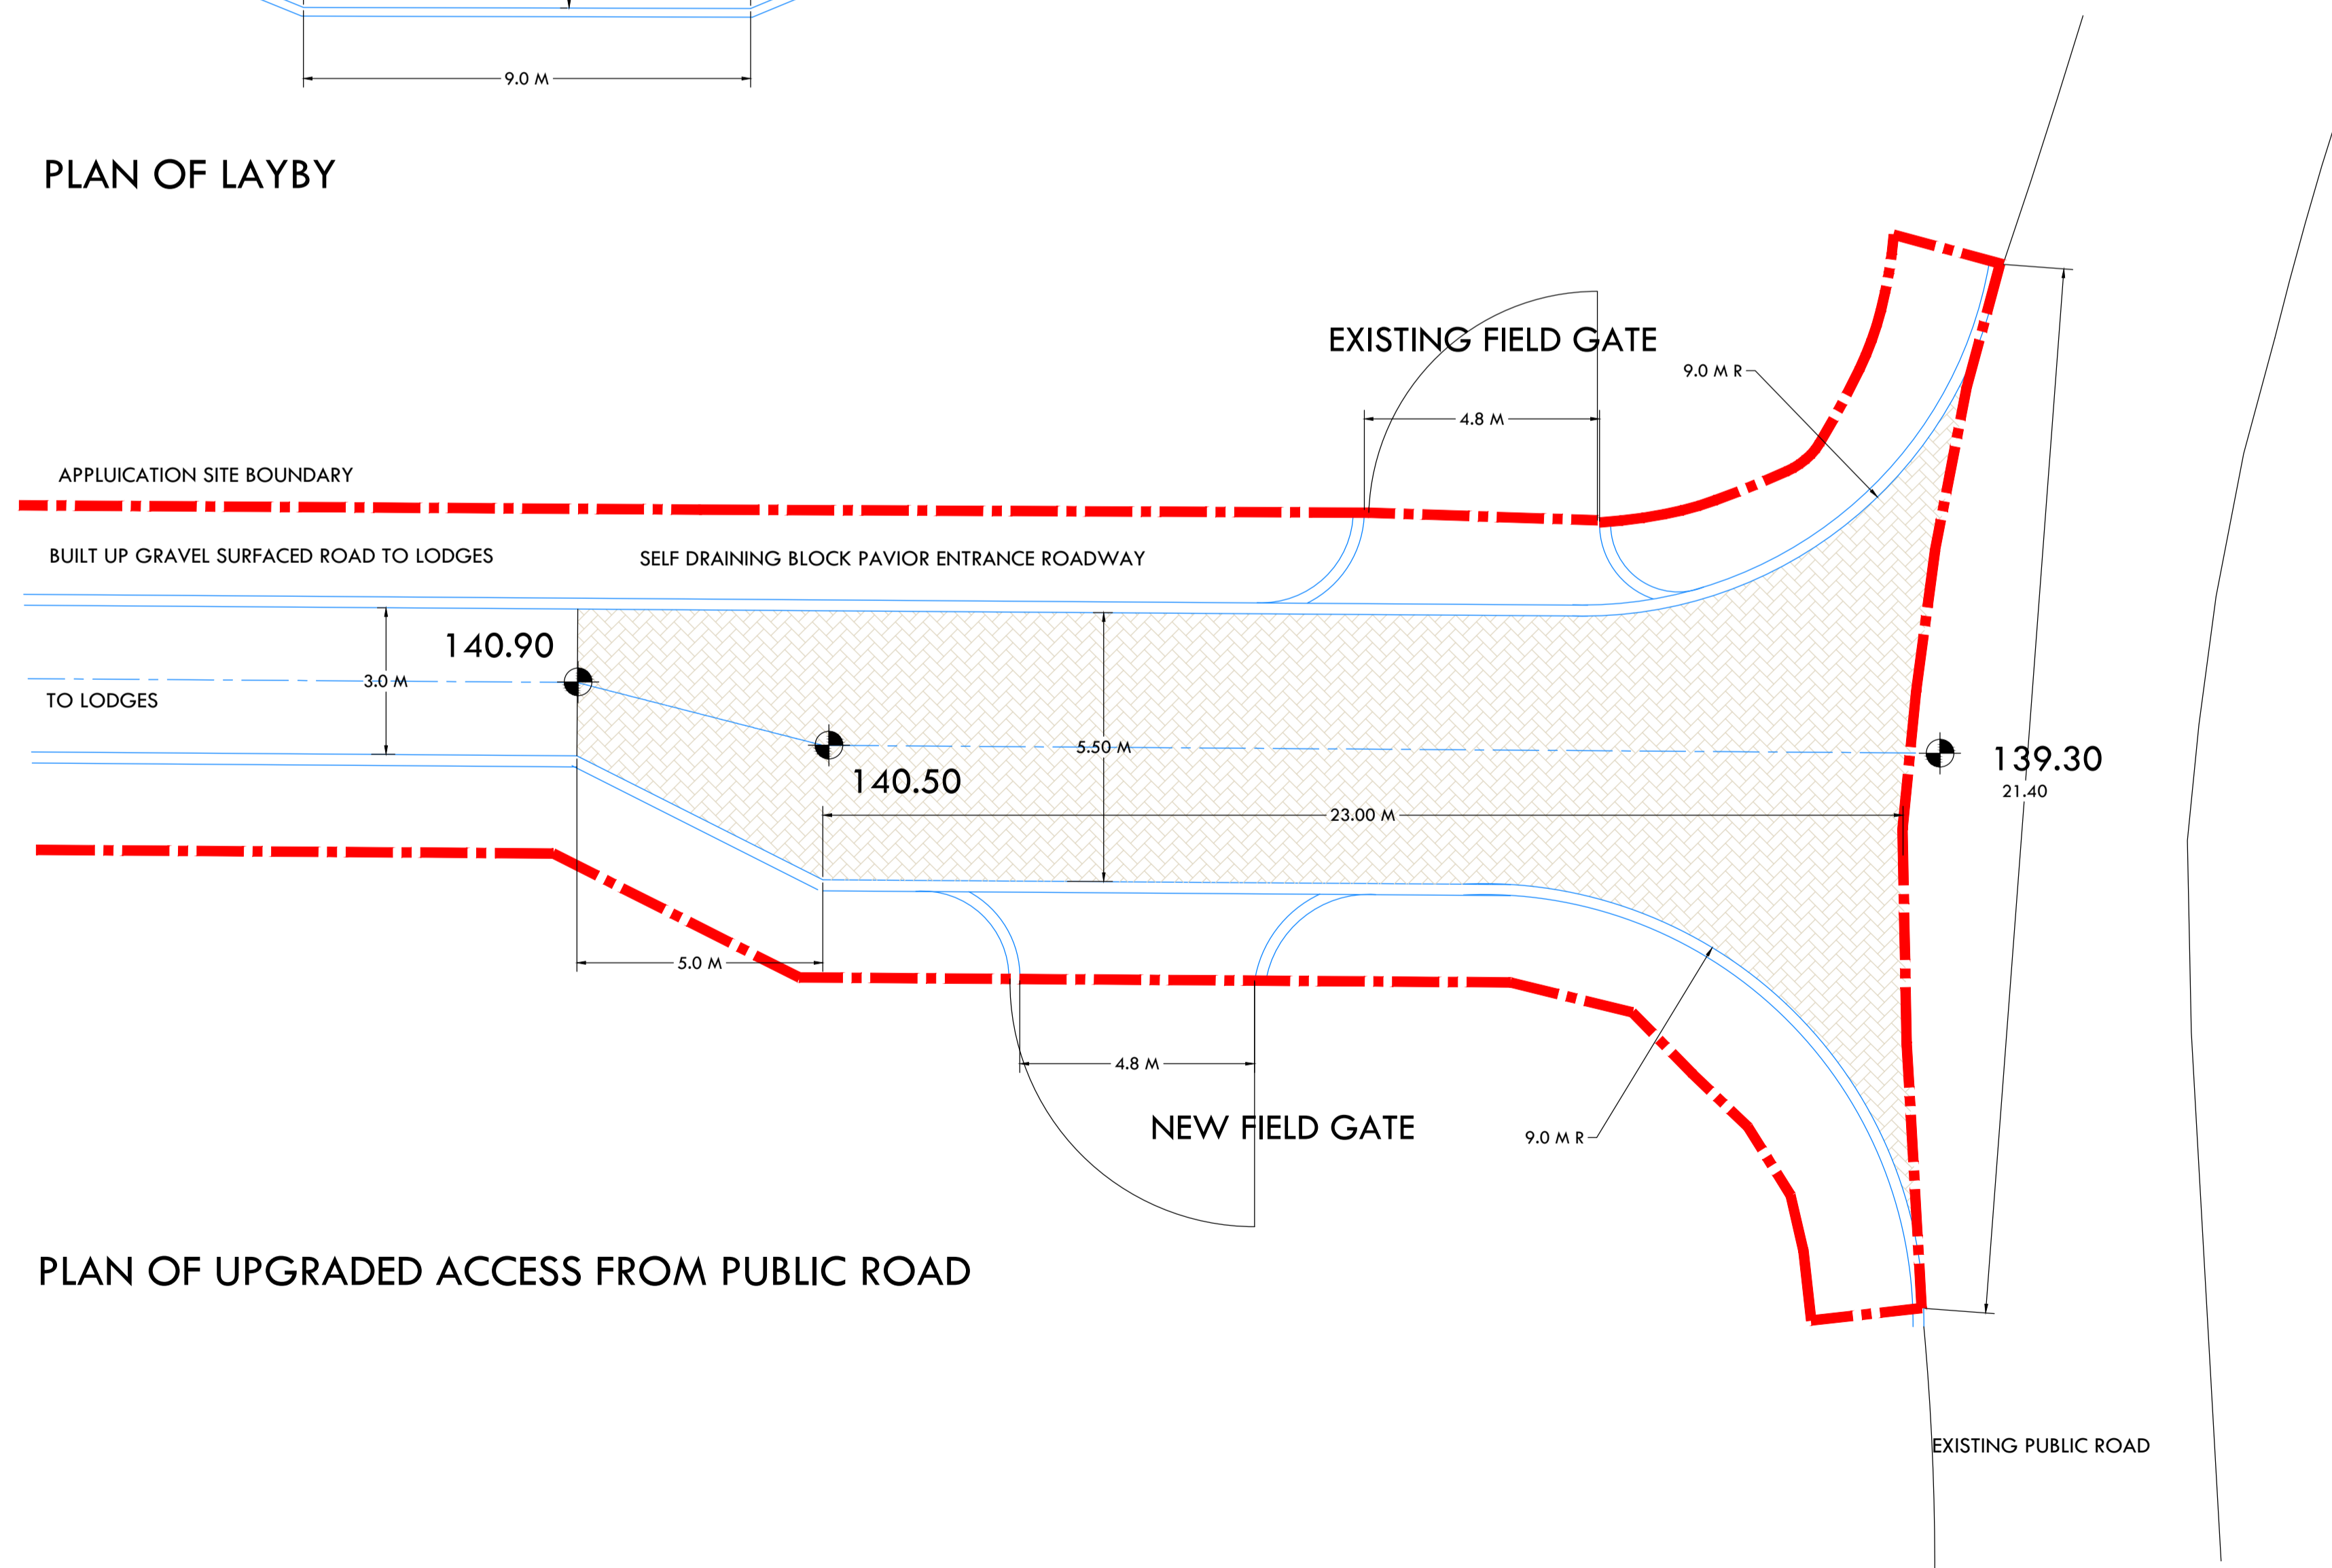 9.0 M
PLAN OF LAYBY
EXISTING FIELD GATE
9.0 M R
4.8 M
APPLUICATION SITE BOUNDARY
BUILT UP GRAVEL SURFACED ROAD TO LODGES
SELF DRAINING BLOCK PAVIOR ENTRANCE ROADWAY
140.90
3.0 M
TO LODGES
5.50 M
140.50
139.30
21.40
23.00 M
5.0 M
4.8 M
NEW FIELD GATE
9.0 M R
PLAN OF UPGRADED ACCESS FROM PUBLIC ROAD
EXISTING PUBLIC ROAD